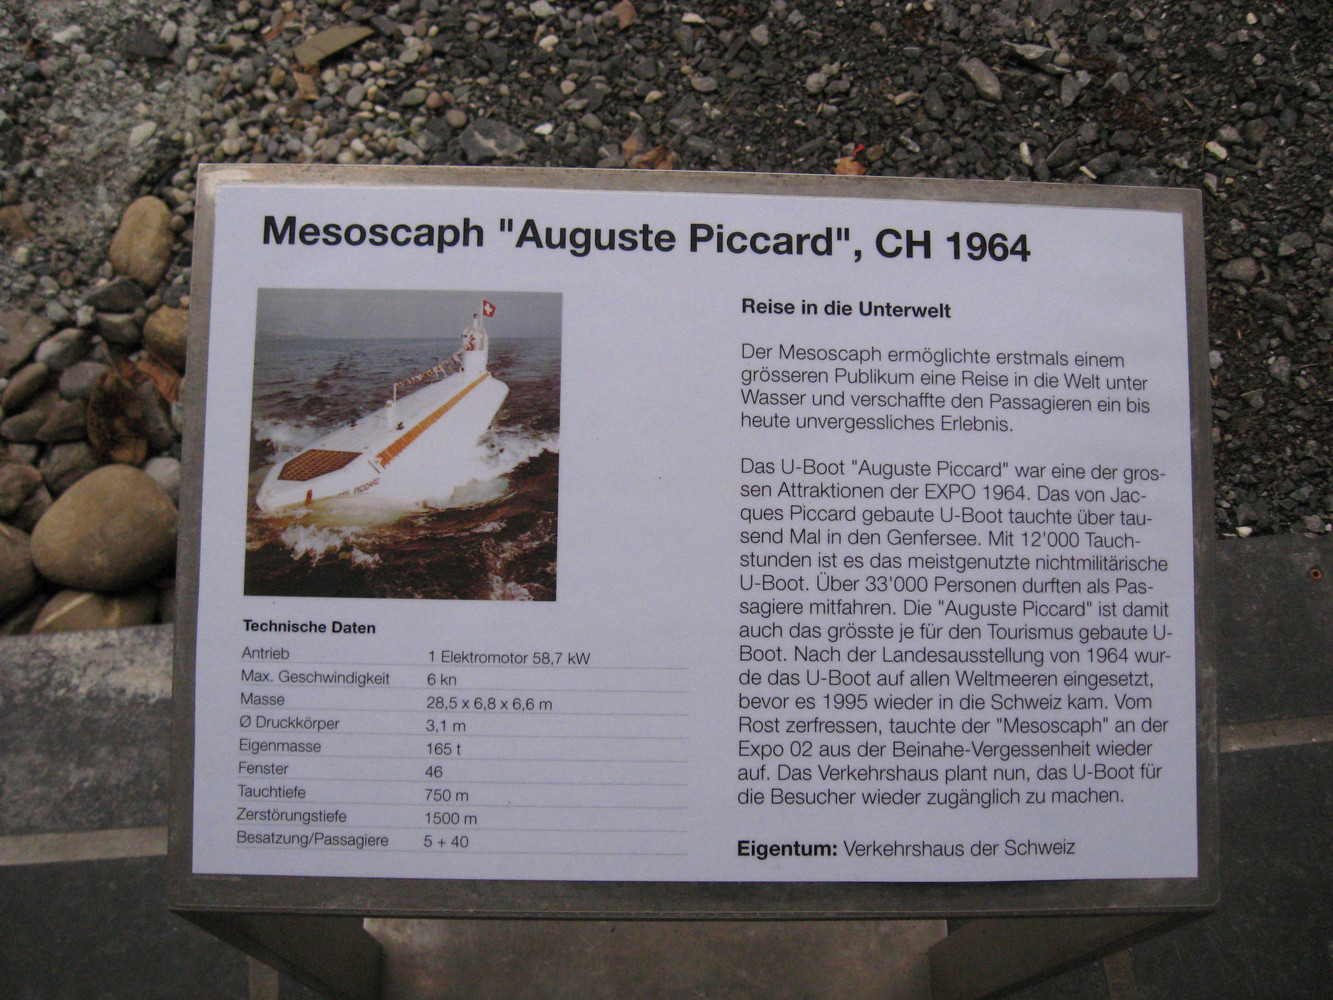 Mesoscaph "Auguste Piccard", CH 1964
Technische Daten
Antrieb 1 Elektromotor 58,7 kW
Max. Geschwindigkeit 6 kn
Masse 28,5 x 6,8 x 6,6 m
Ø Druckkörper 3,1 m
Eigenmasse 165 t
Fenster 46
Tauchtiefe 750 m
Zerstörungstiefe 1500 m
Besatzung/Passagiere 5 + 40
Reise in die Unterwelt
Der Mesoscaph ermöglichte erstmals einem
grösseren Publikum eine Reise in die Welt unter
Wasser und verschaffte den Passagieren ein bis
heute unvergessliches Erlebnis.
Das U-Boot "Auguste Piccard" war eine der gros-
sen Attraktionen der EXPO 1964. Das von Jac-
ques Piccard gebaute U-Boot tauchte über tau-
send Mal in den Genfersee. Mit 12'000 Tauch-
stunden ist es das meistgenutzte nichtmilitärische
U-Boot. Über 33'000 Personen durften als Pas-
sagiere mitfahren. Die "Auguste Piccard" ist damit
auch das grösste je für den Tourismus gebaute U-
Boot. Nach der Landesausstellung von 1964 wur-
de das U-Boot auf allen Weltmeeren eingesetzt,
bevor es 1995 wieder in die Schweiz kam. Vom
Rost zerfressen, tauchte der "Mesoscaph" an der
Expo 02 aus der Beinahe-Vergessenheit wieder
auf. Das Verkehrshaus plant nun, das U-Boot für
die Besucher wieder zugänglich zu machen.
Eigentum: Verkehrshaus der Schweiz